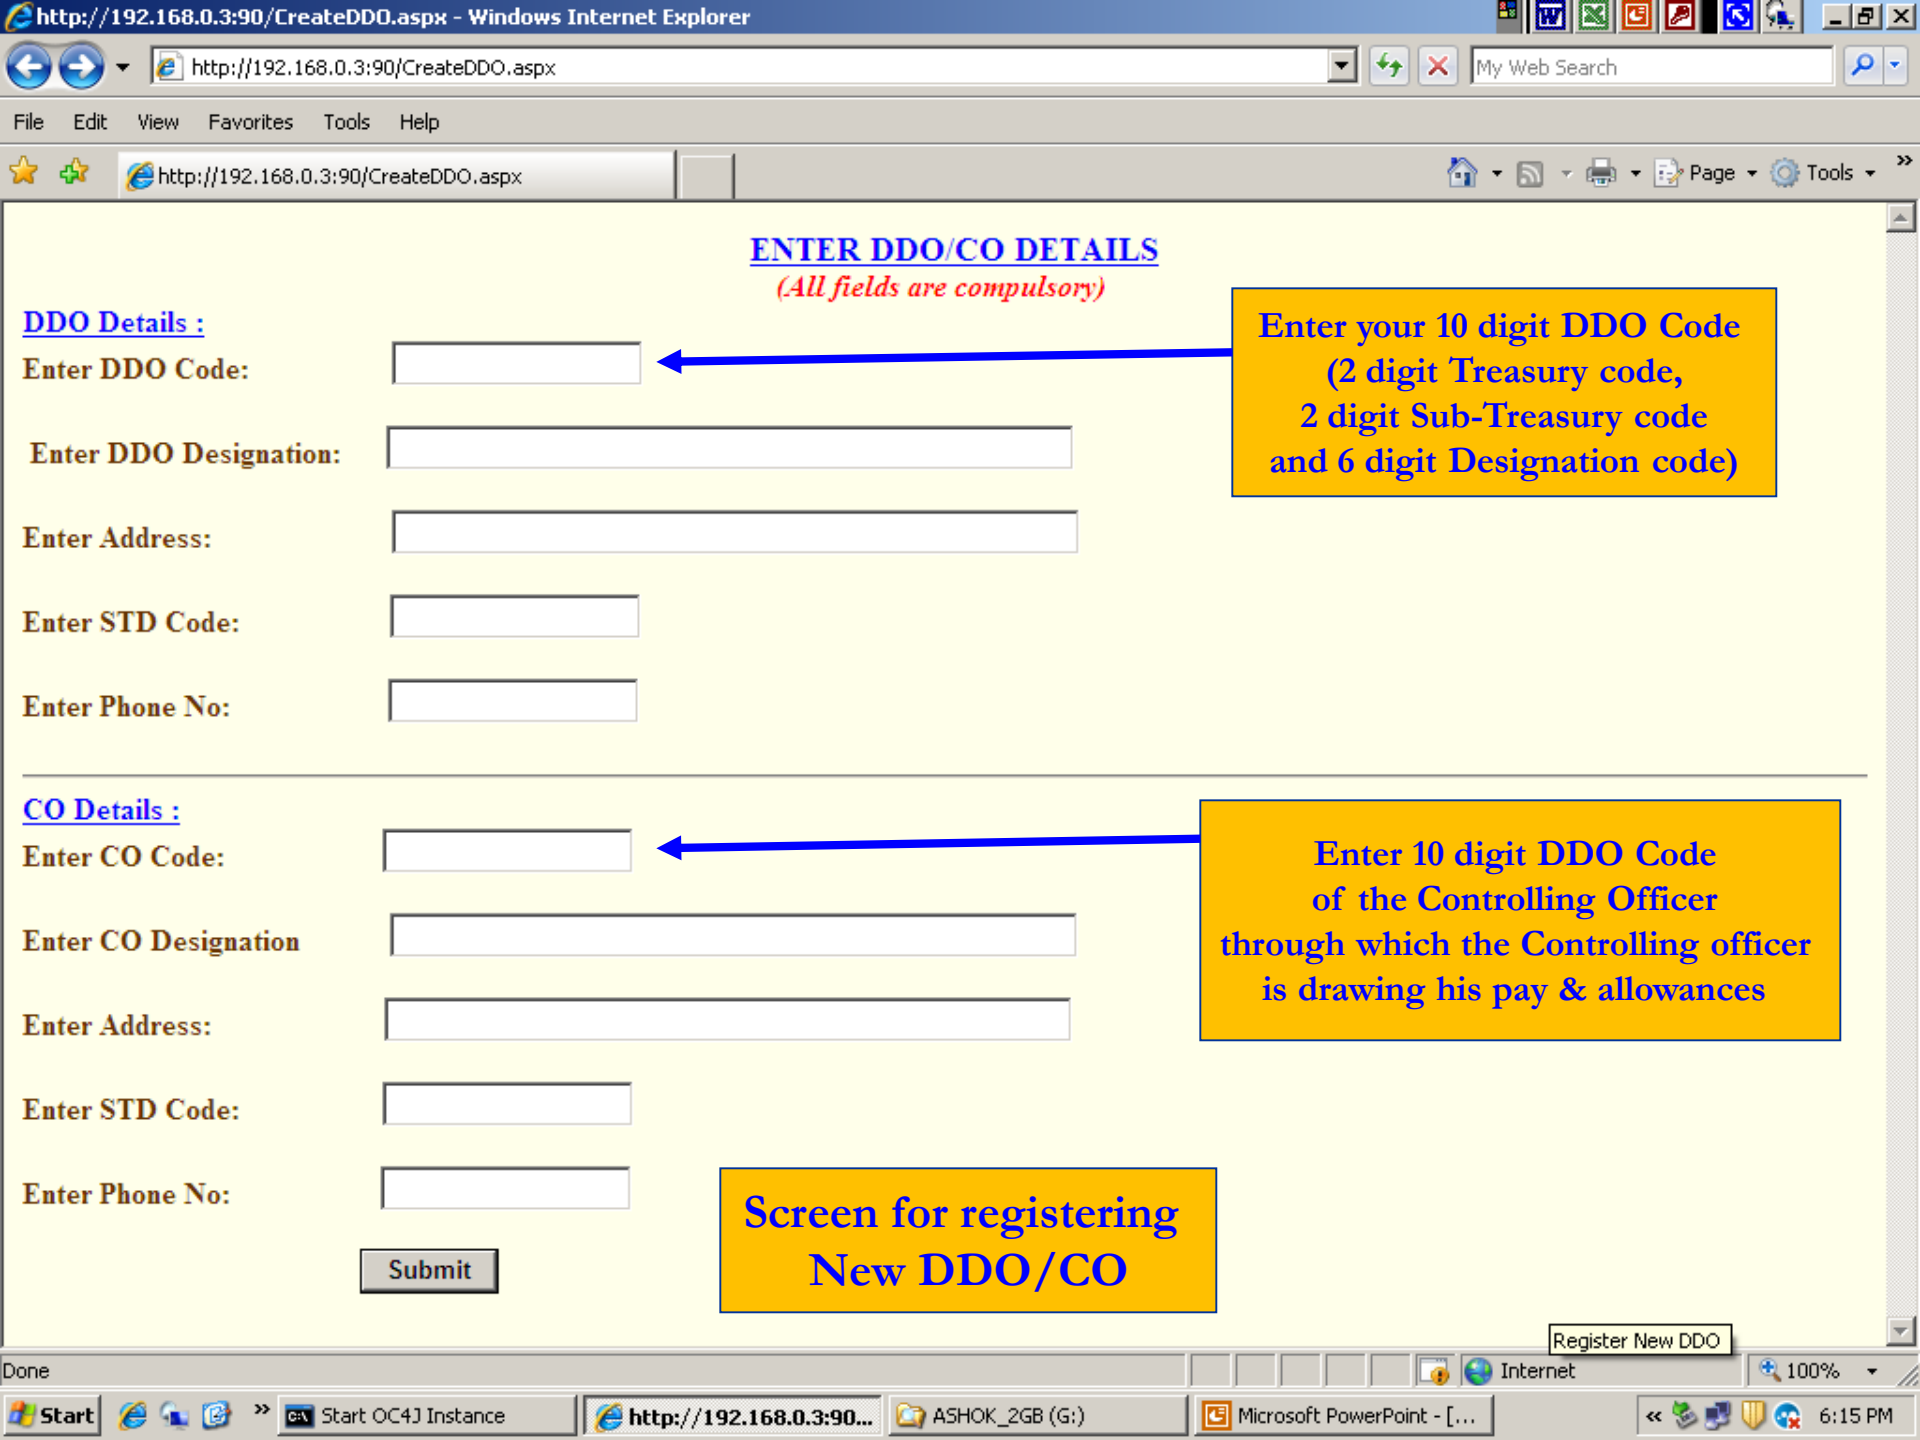 http://192.168.0.3:90/CreateDDO.aspx - Windows Internet Explorer
http://192.168.0.3:90/CreateDDO.aspx
My Web Search
File Edit View Favorites Tools Help
http://192.168.0.3:90/CreateDDO.aspx
Page Tools »
ENTER DDO/CO DETAILS
(All fields are compulsory)
DDO Details :
Enter DDO Code:
Enter your 10 digit DDO Code
(2 digit Treasury code,
2 digit Sub-Treasury code
and 6 digit Designation code)
Enter DDO Designation:
Enter Address:
Enter STD Code:
Enter Phone No:
CO Details :
Enter CO Code:
Enter 10 digit DDO Code
of the Controlling Officer
through which the Controlling officer
is drawing his pay & allowances
Enter CO Designation
Enter Address:
Enter STD Code:
Enter Phone No:
Screen for registering
New DDO/CO
Submit
Register New DDO
Done
Internet
100%
Start
»
Start OC4J Instance
http://192.168.0.3:90...
ASHOK_2GB (G:)
Microsoft PowerPoint - [...
«
6:15 PM